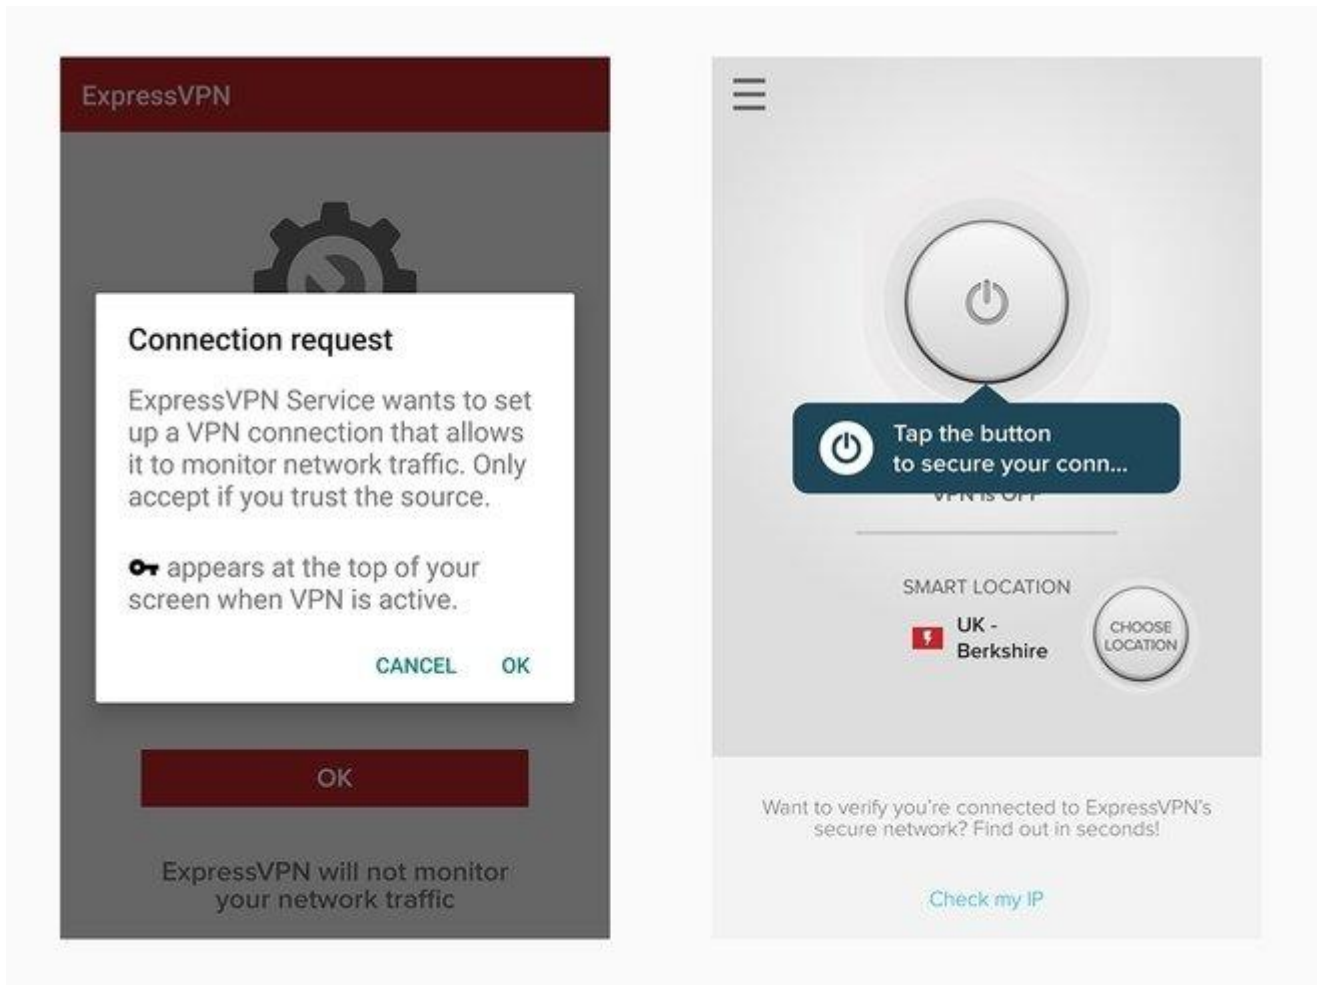 ExpressVPN
Connection request
ExpressVPN Service wants to set
up a VPN connection that allows
it to monitor network traffic. Only
accept if you trust the source.
appears at the top of your
screen when VPN is active.
CANCEL OK
OK
ExpressVPN will not monitor
your network traffic
Tap the button
to secure your conn...
VPN is OFF
SMART LOCATION
UK -
Berkshire
CHOOSE
LOCATION
Want to verify you're connected to ExpressVPN's
secure network? Find out in seconds!
Check my IP